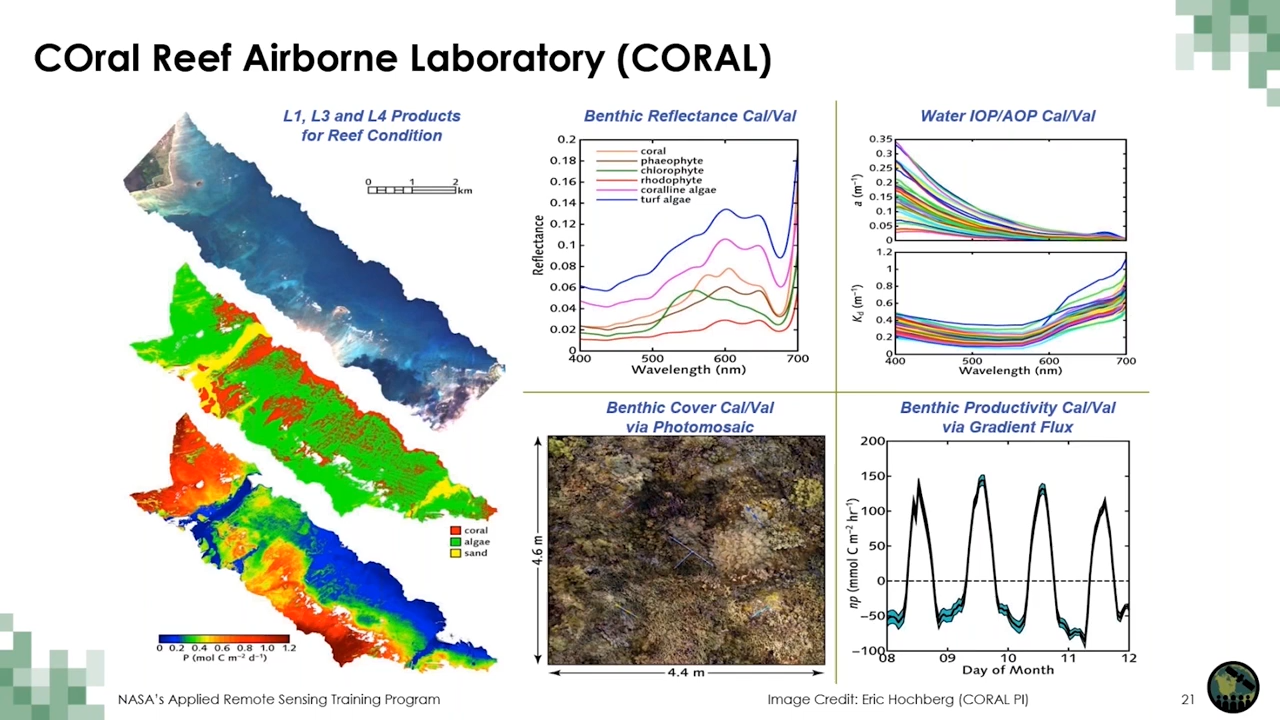 COral Reef Airborne Laboratory (CORAL)
L1, L3 and L4 Products
for Reef Condition
0 1 2
km
coral
algae
sand
0 0.2 0.4 0.6 0.8 1.0 1.2
P (mol C m⁻² d⁻¹)
Benthic Reflectance Cal/Val
0.2
0.18
0.16
0.14
0.12
0.1
0.08
0.06
0.04
0.02
0
Reflectance
coral
phaeophyte
chlorophyte
rhodophyte
coralline algae
turf algae
400 500 600 700
Wavelength (nm)
Water IOP/AOP Cal/Val
0.35
0.3
0.25
0.2
0.15
0.1
0.05
0
a (m⁻¹)
1.2
1
0.8
0.6
0.4
0.2
0
Kd (m⁻¹)
400 500 600 700
Wavelength (nm)
Benthic Cover Cal/Val
via Photomosaic
4.6 m
4.4 m
Benthic Productivity Cal/Val
via Gradient Flux
200
150
100
50
0
−50
−100
np (mmol C m⁻² hr⁻¹)
08 09 10 11 12
Day of Month
NASA's Applied Remote Sensing Training Program
Image Credit: Eric Hochberg (CORAL PI)
21